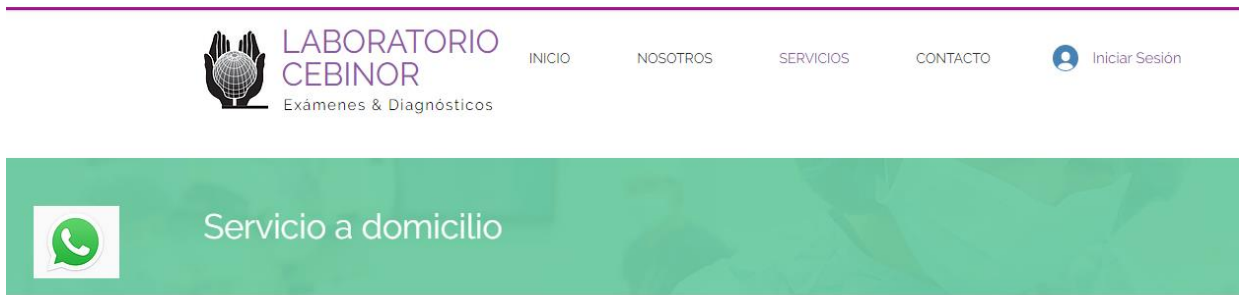 LABORATORIO
CEBINOR
Exámenes & Diagnósticos
INICIO
NOSOTROS
SERVICIOS
CONTACTO
Iniciar Sesión
Servicio a domicilio